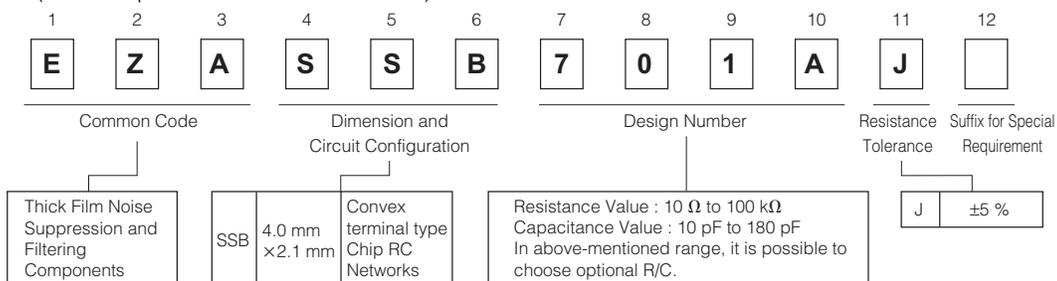 1 2 3 4 5 6 7 8 9 10 11 12
E Z A S S B 7 0 1 A J
Common Code
Dimension and
Circuit Configuration
Design Number
Resistance
Tolerance
Suffix for Special
Requirement
Thick Film Noise
Suppression and
Filtering
Components
SSB
4.0 mm
×2.1 mm
Convex
terminal type
Chip RC
Networks
Resistance Value : 10 Ω to 100 kΩ
Capacitance Value : 10 pF to 180 pF
In above-mentioned range, it is possible to
choose optional R/C.
J ±5 %